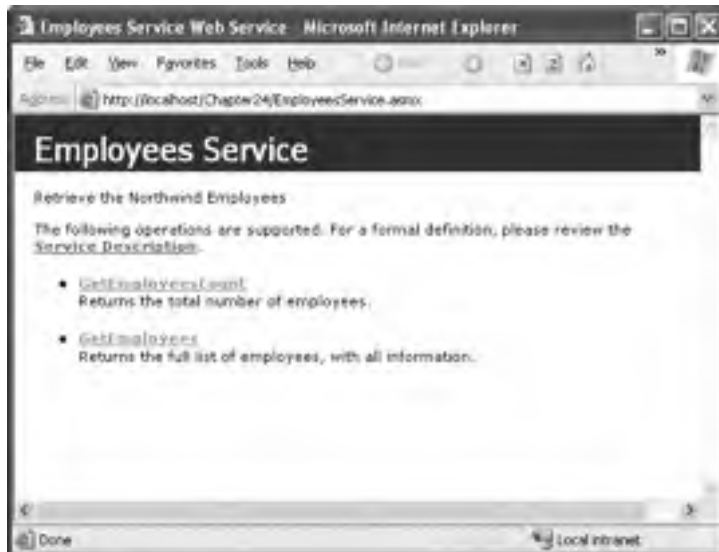 Employees Service Web Service - Microsoft Internet Explorer
File Edit View Favorites Tools Help
Address http://localhost/Chapter24/EmployeesService.asmx
Employees Service
Retrieve the Northwind Employees
The following operations are supported. For a formal definition, please review the
Service Description.
• GetEmployeesCount
Returns the total number of employees.
• GetEmployees
Returns the full list of employees, with all information.
Done
Local intranet